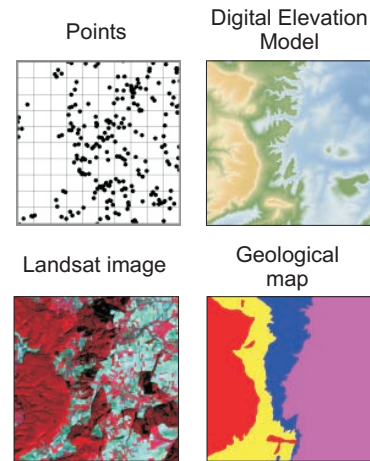 Points
Digital Elevation
Model
Landsat image
Geological
map